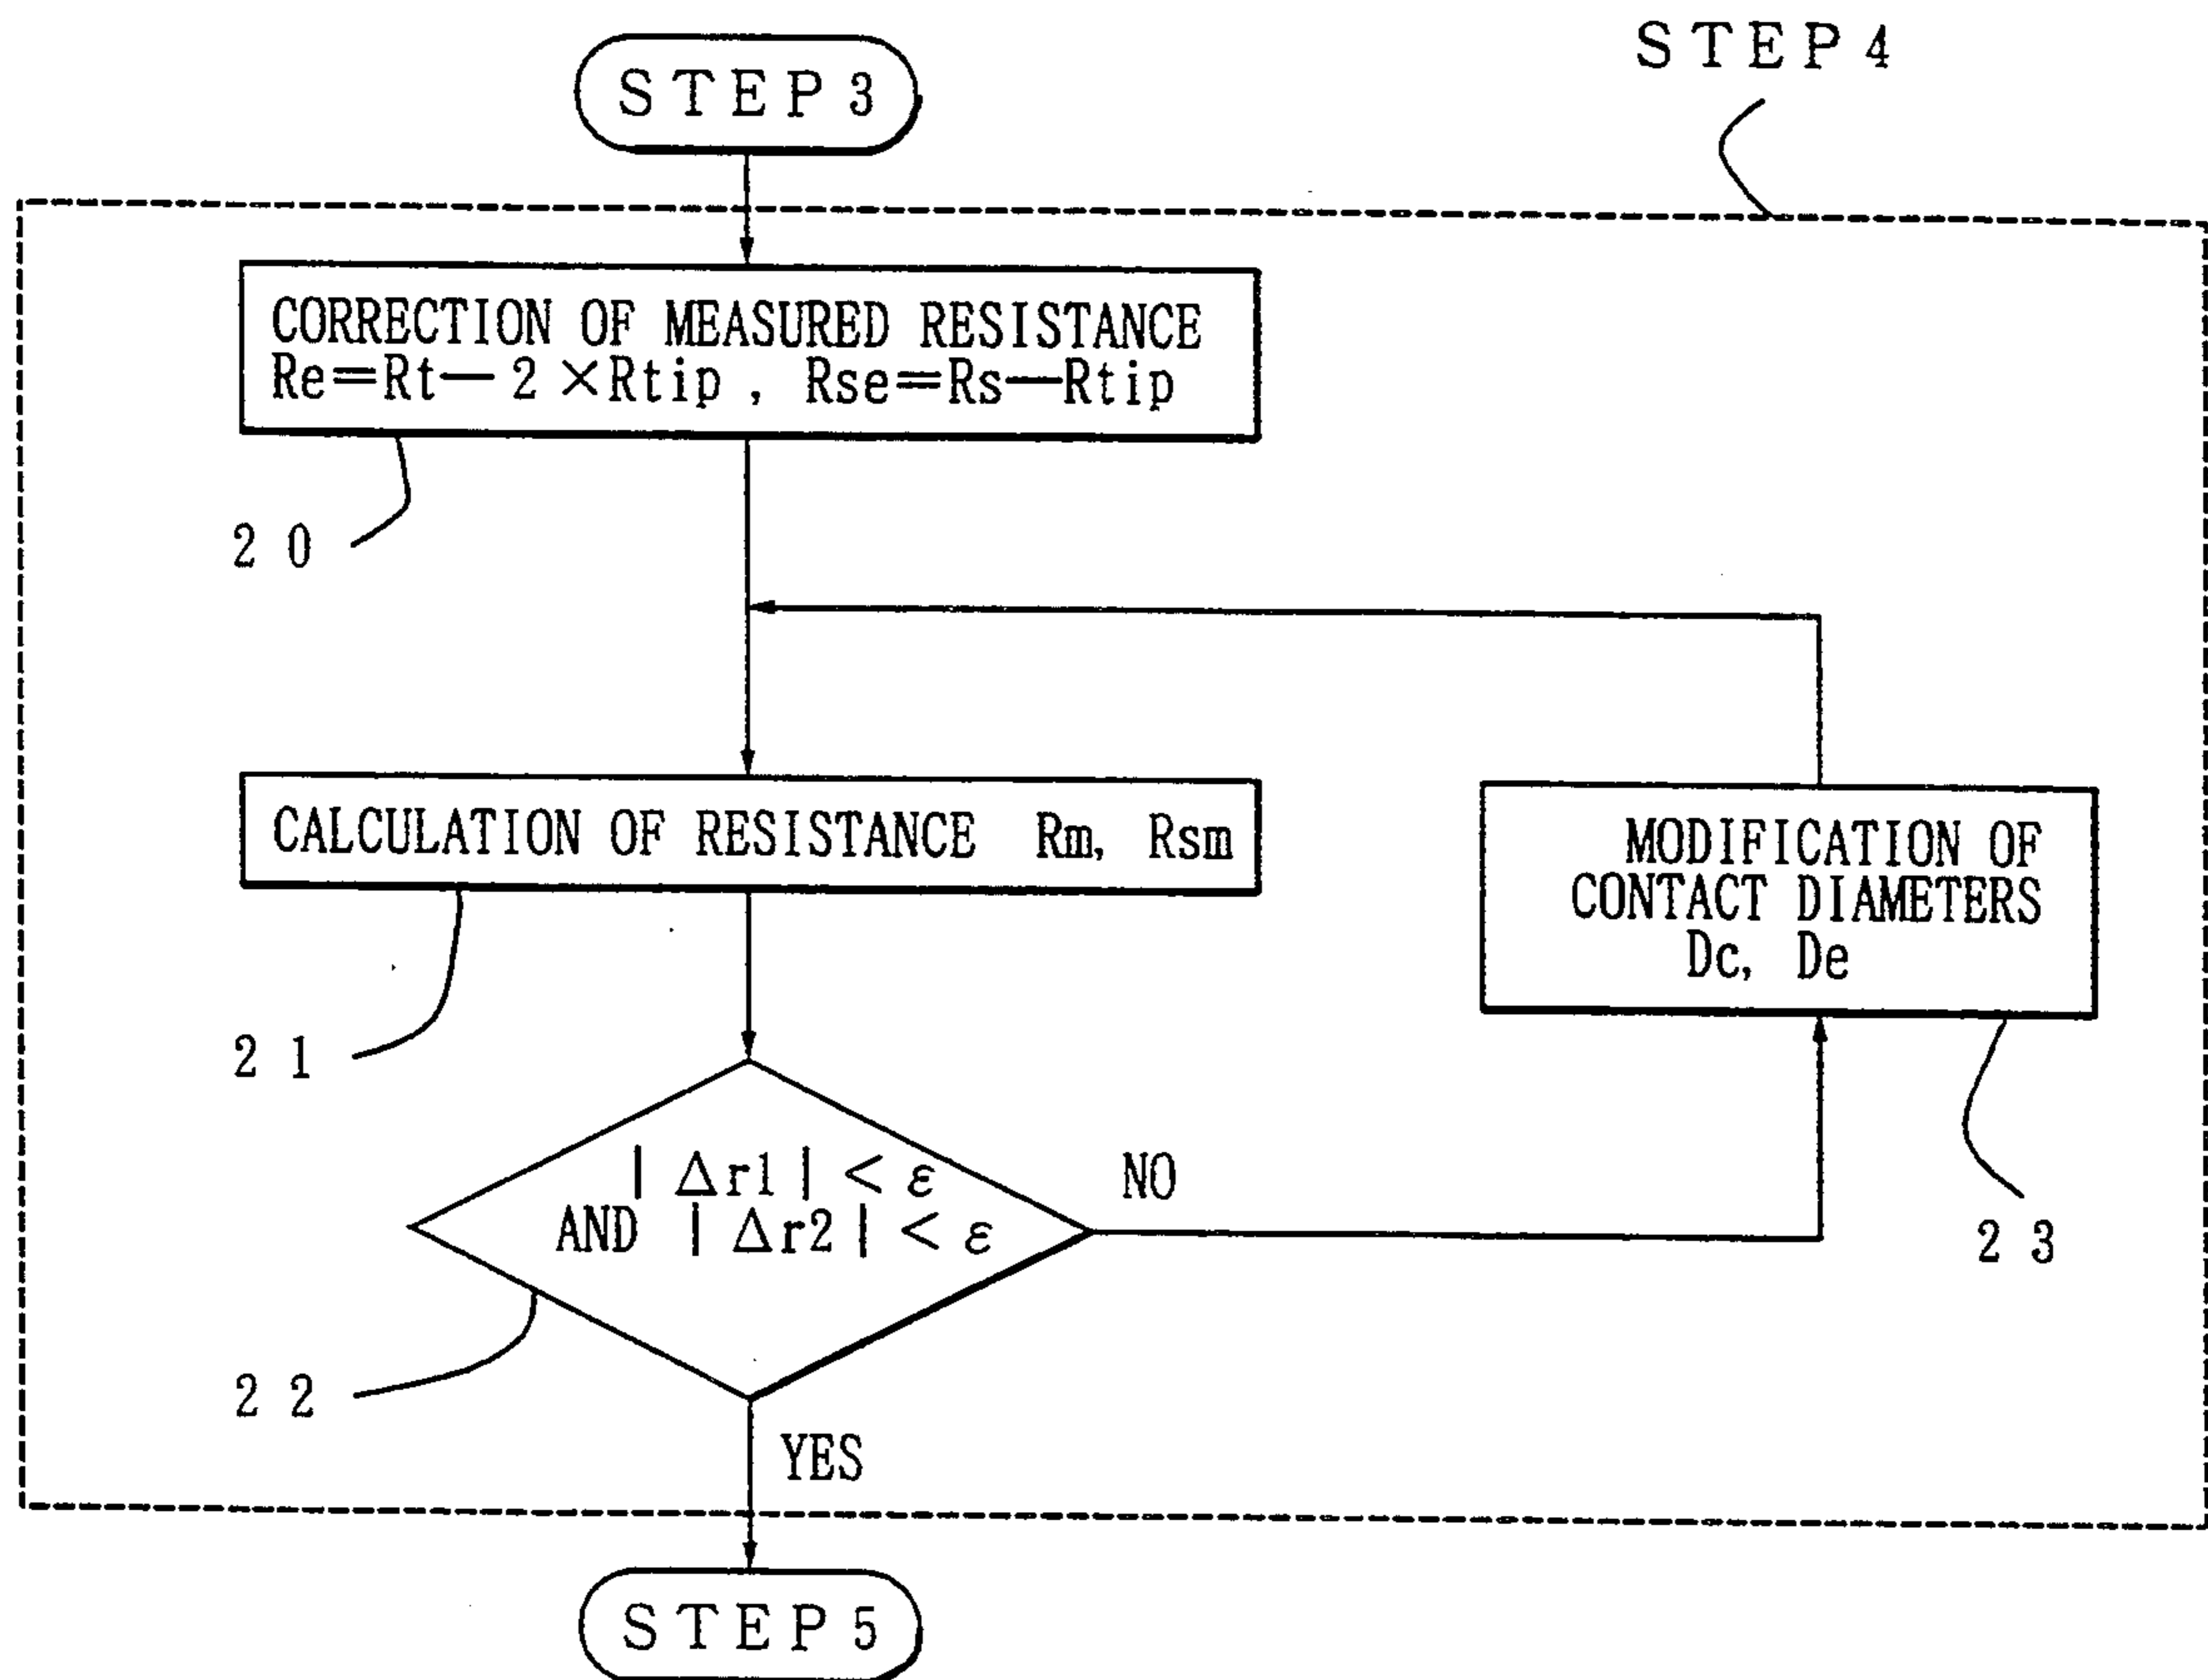 STEP3
STEP4
CORRECTION OF MEASURED RESISTANCE
Re=Rt-2×Rtip, Rse=Rs-Rtip
20
CALCULATION OF RESISTANCE Rm, Rsm
21
MODIFICATION OF
CONTACT DIAMETERS
Dc, De
23
|Δr1|<ε
AND |Δr2|<ε
NO
22
YES
STEP5